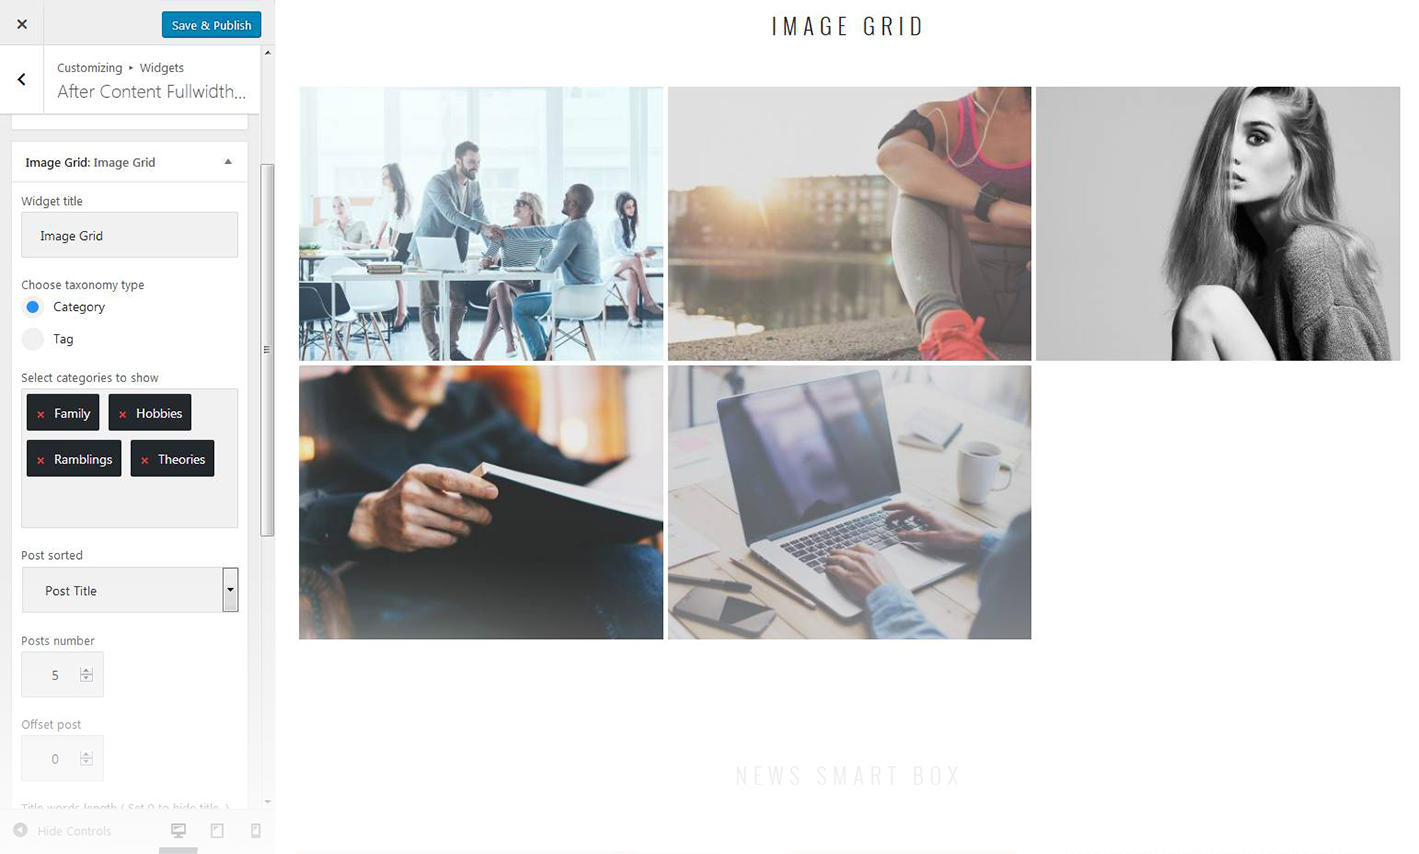 Save & Publish
Customizing ▸ Widgets
After Content Fullwidth...
Image Grid: Image Grid
Widget title
Image Grid
Choose taxonomy type
Category
Tag
Select categories to show
× Family × Hobbies
× Ramblings × Theories
Post sorted
Post Title
Posts number
5
Offset post
0
Title words length ( Set 0 to hide title. )
Hide Controls
IMAGE GRID
NEWS SMART BOX